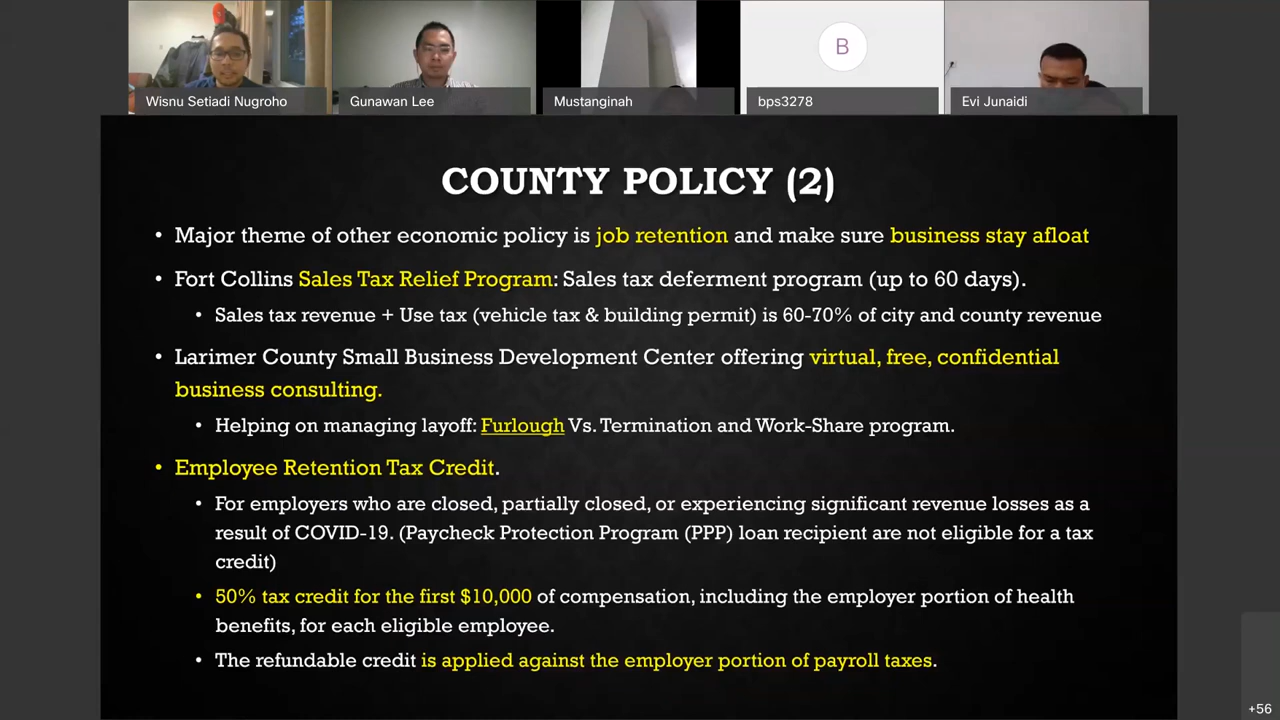 Wisnu Setiadi Nugroho
Gunawan Lee
Mustanginah
B
bps3278
Evi Junaidi
COUNTY POLICY (2)
• Major theme of other economic policy is job retention and make sure business stay afloat
• Fort Collins Sales Tax Relief Program: Sales tax deferment program (up to 60 days).
• Sales tax revenue + Use tax (vehicle tax & building permit) is 60-70% of city and county revenue
• Larimer County Small Business Development Center offering virtual, free, confidential
business consulting.
• Helping on managing layoff: Furlough Vs. Termination and Work-Share program.
• Employee Retention Tax Credit.
• For employers who are closed, partially closed, or experiencing significant revenue losses as a
result of COVID-19. (Paycheck Protection Program (PPP) loan recipient are not eligible for a tax
credit)
• 50% tax credit for the first $10,000 of compensation, including the employer portion of health
benefits, for each eligible employee.
• The refundable credit is applied against the employer portion of payroll taxes.
+56